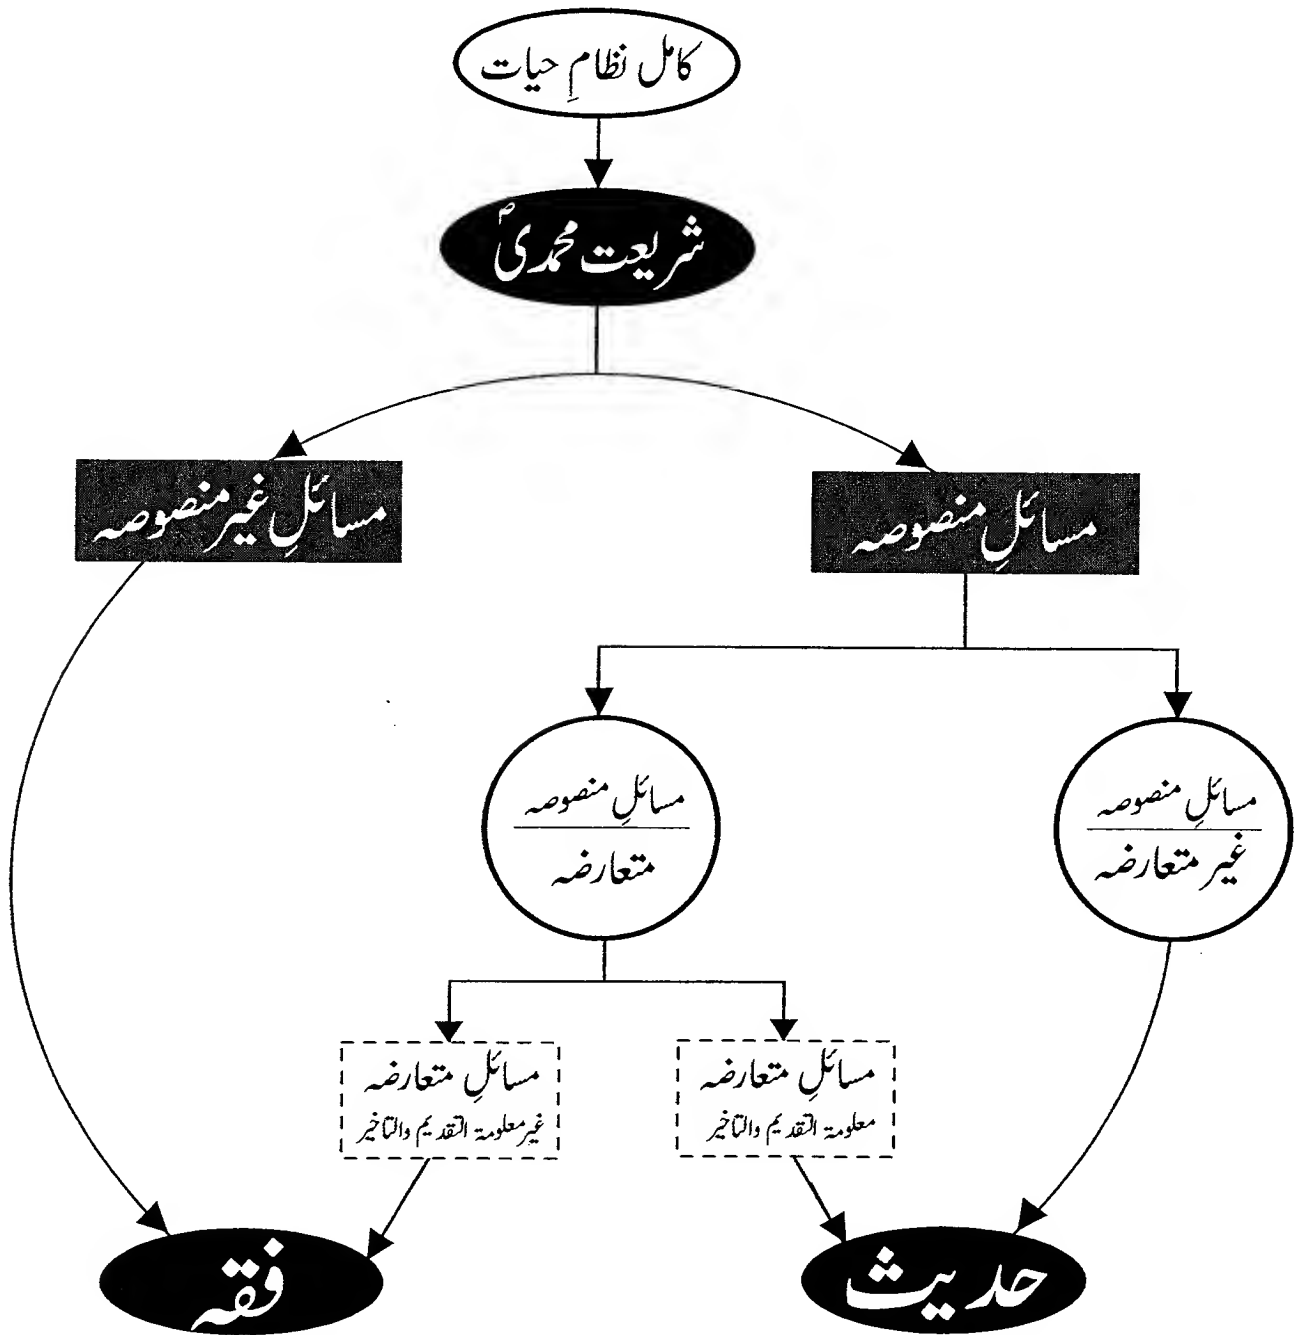 کامل نظامِ حیات
شریعت محمدیؐ
مسائلِ منصوصہ
مسائلِ غیر منصوصہ
مسائلِ منصوصہ
غیر متعارضہ
مسائلِ منصوصہ
متعارضہ
مسائلِ متعارضہ
معلومۃ التقدیم والتاخیر
مسائلِ متعارضہ
غیر معلومۃ التقدیم والتاخیر
حدیث
فقہ